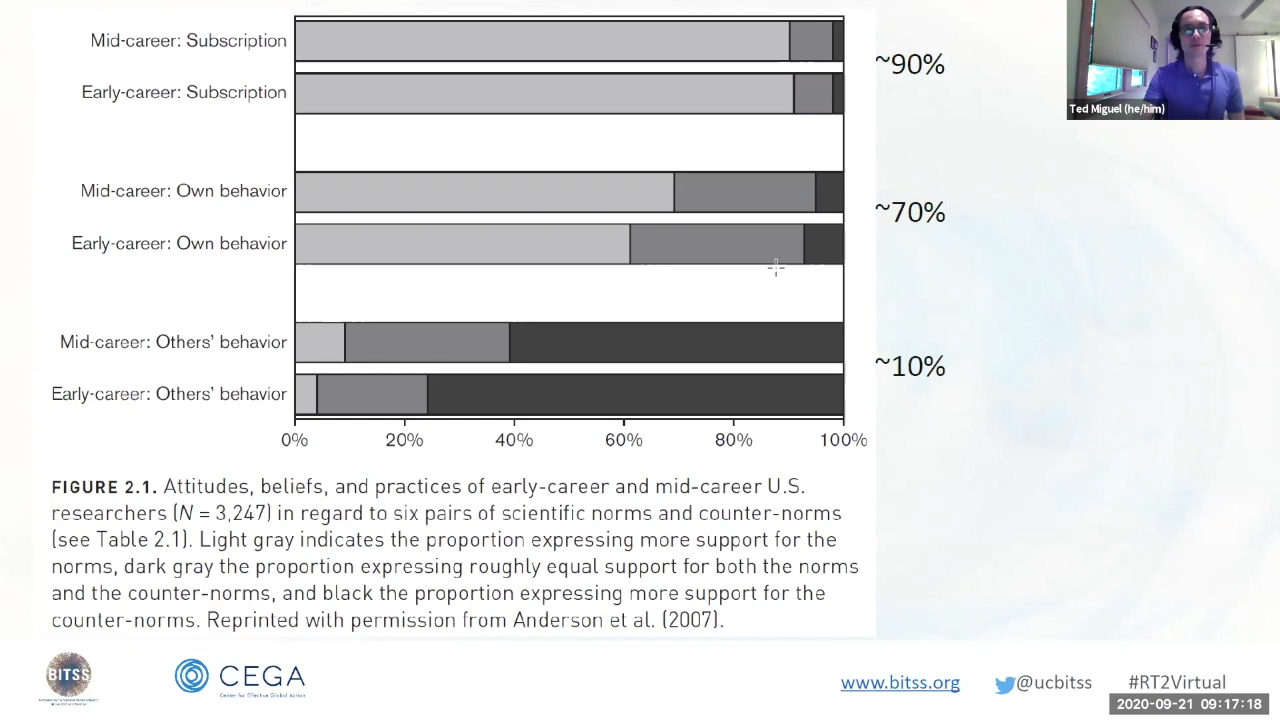 Mid-career: Subscription
Early-career: Subscription
~90%
Ted Miguel (he/him)
Mid-career: Own behavior
Early-career: Own behavior
~70%
Mid-career: Others' behavior
Early-career: Others' behavior
~10%
0% 20% 40% 60% 80% 100%
FIGURE 2.1. Attitudes, beliefs, and practices of early-career and mid-career U.S.
researchers (N = 3,247) in regard to six pairs of scientific norms and counter-norms
(see Table 2.1). Light gray indicates the proportion expressing more support for the
norms, dark gray the proportion expressing roughly equal support for both the norms
and the counter-norms, and black the proportion expressing more support for the
counter-norms. Reprinted with permission from Anderson et al. (2007).
BITSS
CEGA
Center for Effective Global Action
www.bitss.org
@ucbitss
#RT2Virtual
2020-09-21 09:17:18